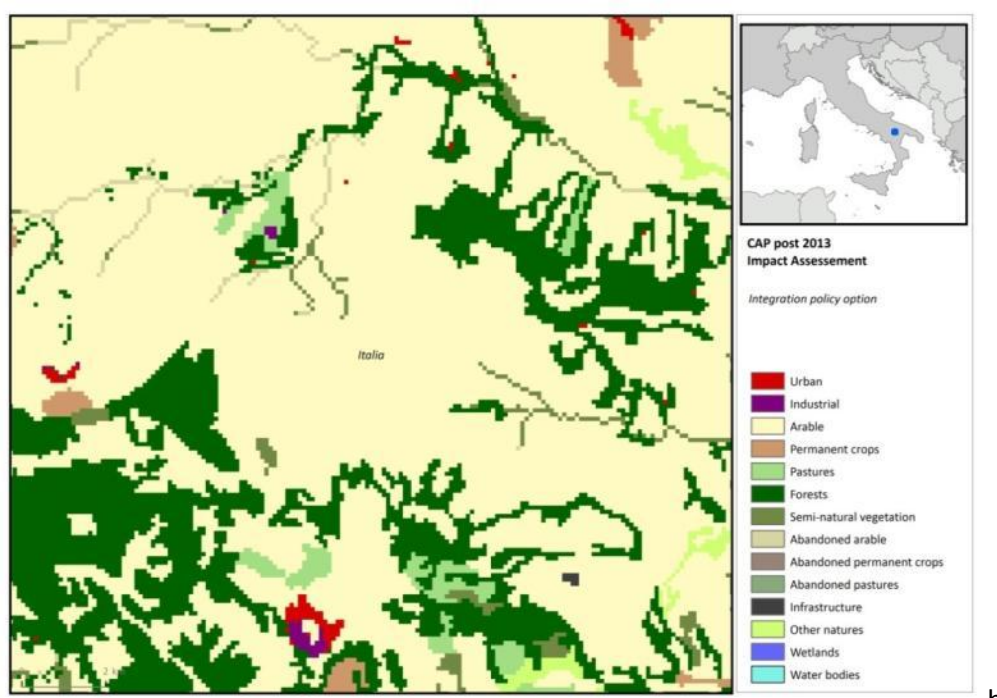 Italia
2
CAP post 2013
Impact Assessement
Integration policy option
Urban
Industrial
Arable
Permanent crops
Pastures
Forests
Semi-natural vegetation
Abandoned arable
Abandoned permanent crops
Abandoned pastures
Infrastructure
Other natures
Wetlands
Water bodies